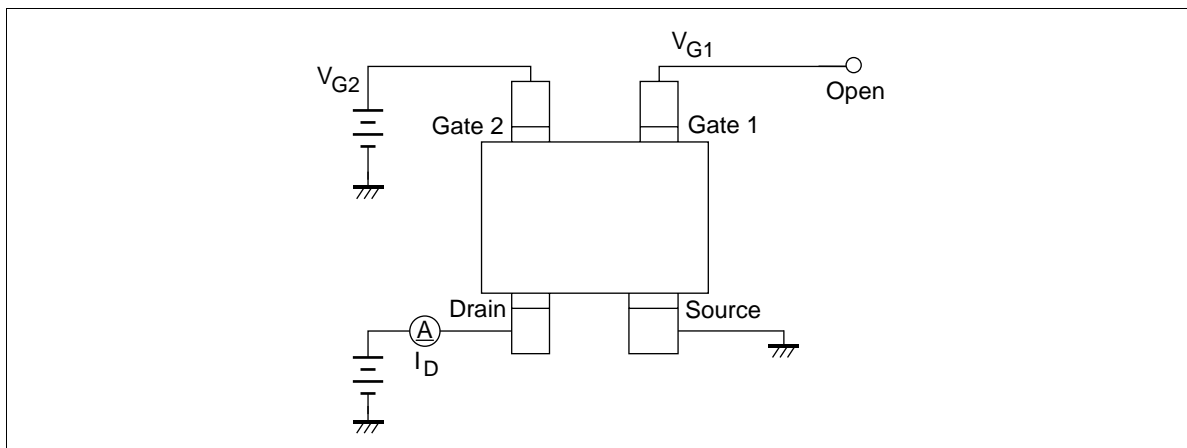 VG1
VG2
Open
Gate 2
Gate 1
Drain
Source
A
ID